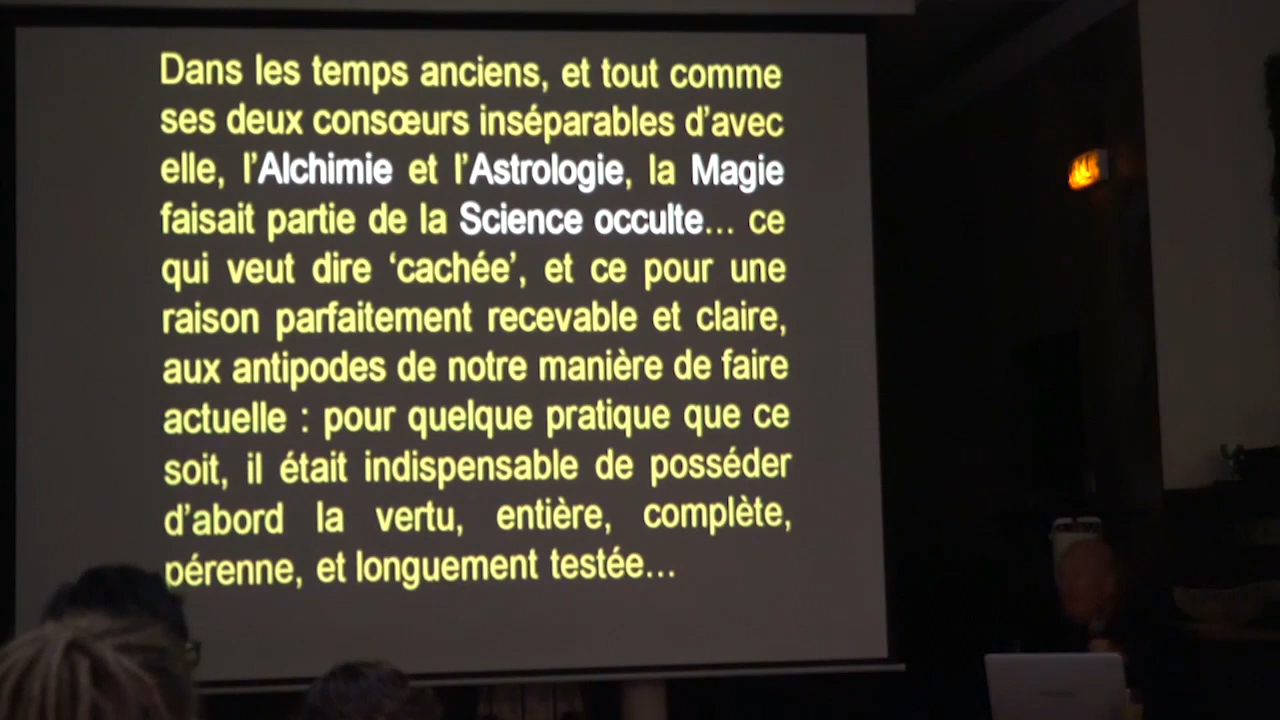 Dans les temps anciens, et tout comme
ses deux consœurs inséparables d’avec
elle, l’Alchimie et l’Astrologie, la Magie
faisait partie de la Science occulte… ce
qui veut dire ‘cachée’, et ce pour une
raison parfaitement recevable et claire,
aux antipodes de notre manière de faire
actuelle : pour quelque pratique que ce
soit, il était indispensable de posséder
d’abord la vertu, entière, complète,
pérenne, et longuement testée…